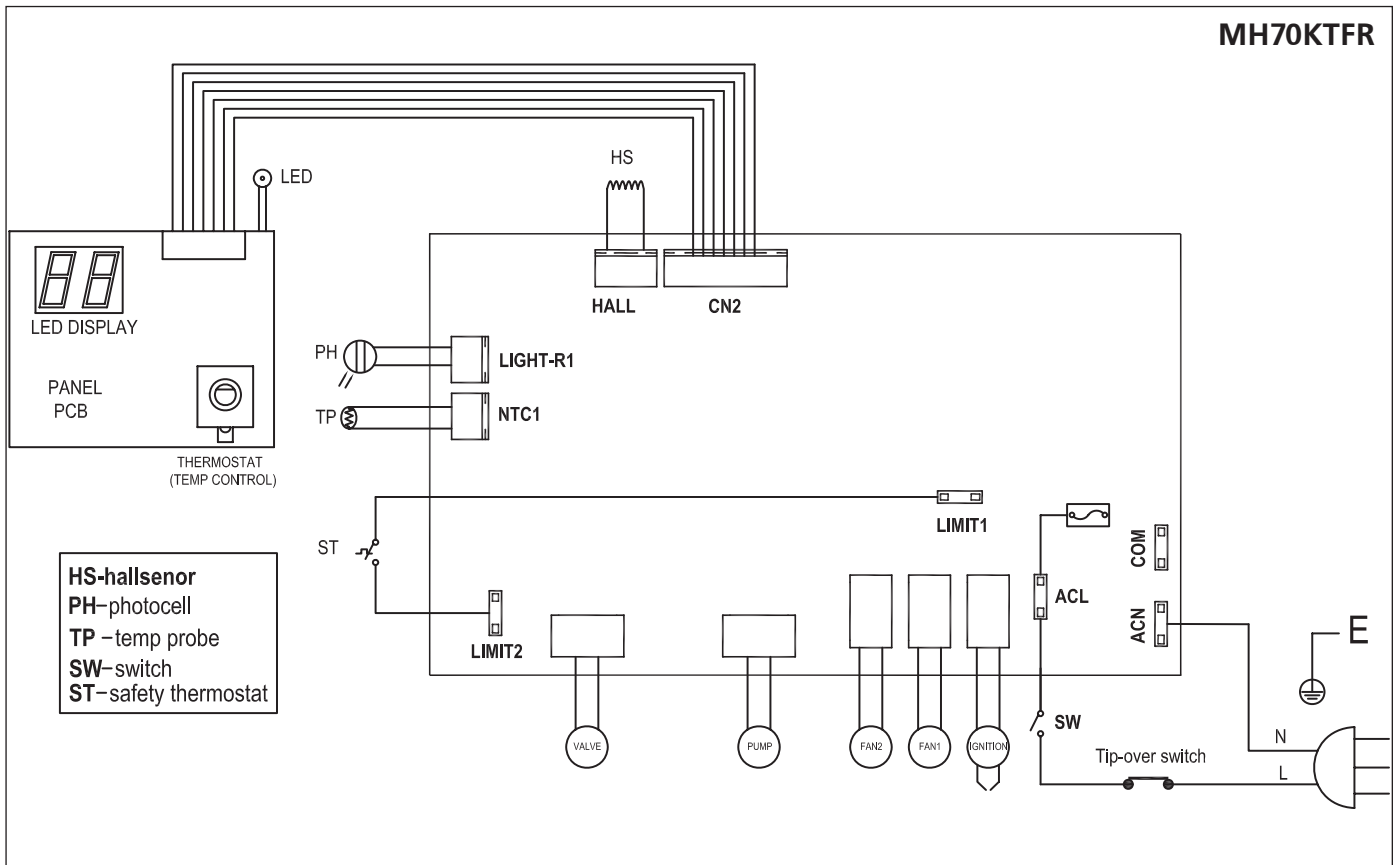 MH70KTFR
LED
HS
LED DISPLAY
PANEL
PCB
THERMOSTAT
(TEMP CONTROL)
HALL
CN2
PH
LIGHT-R1
TP
NTC1
ST
LIMIT1
LIMIT2
COM
ACL
ACN
E
HS-hallsenor
PH-photocell
TP -temp probe
SW-switch
ST-safety thermostat
VALVE
PUMP
FAN2
FAN1
IGNITION
SW
Tip-over switch
N
L